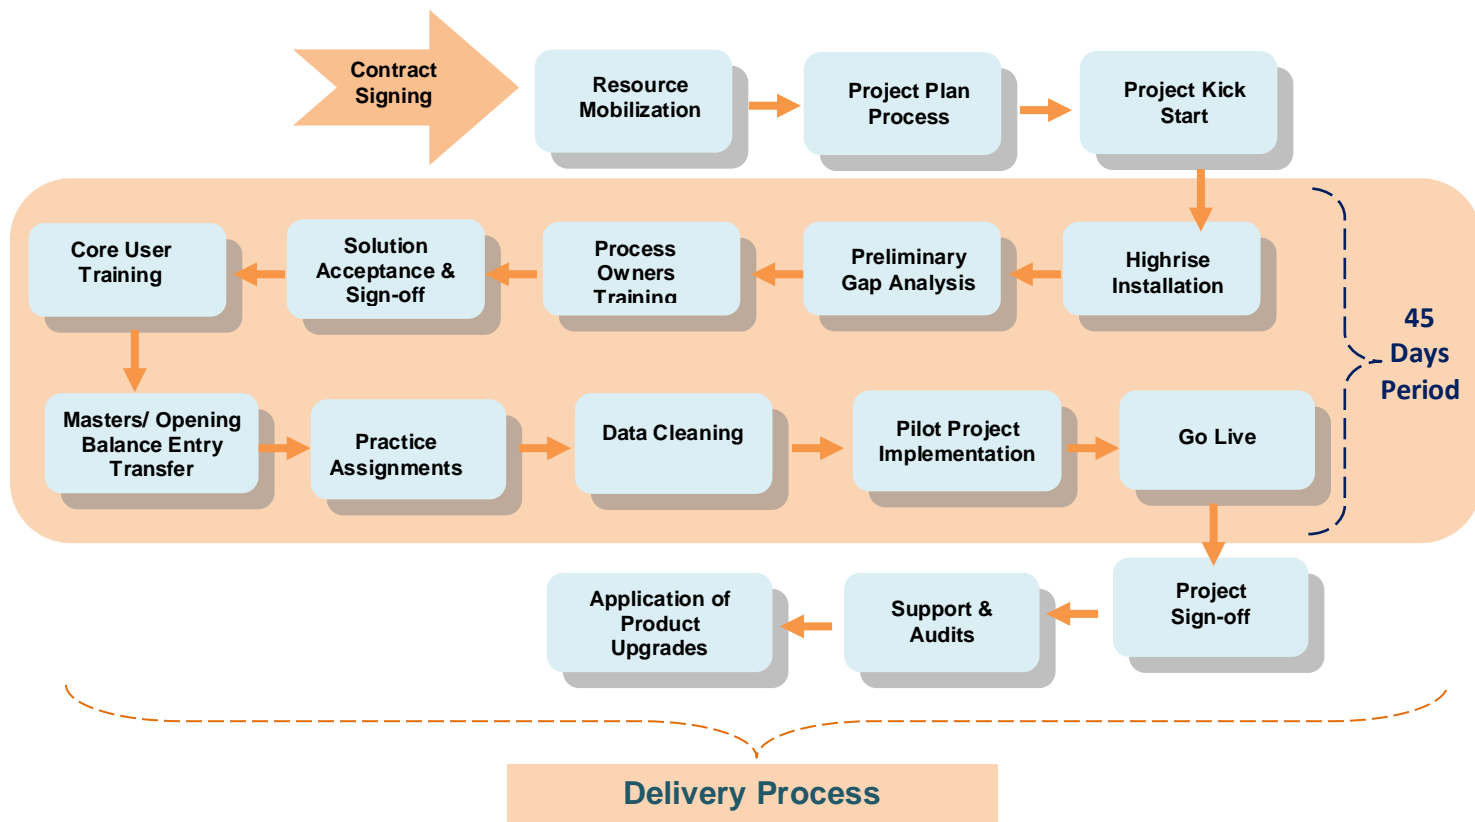 Contract
Signing
Resource
Mobilization
Project Plan
Process
Project Kick
Start
Core User
Training
Solution
Acceptance &
Sign-off
Process
Owners
Training
Preliminary
Gap Analysis
Highrise
Installation
45
Days
Period
Masters/ Opening
Balance Entry
Transfer
Practice
Assignments
Data Cleaning
Pilot Project
Implementation
Go Live
Application of
Product
Upgrades
Support &
Audits
Project
Sign-off
Delivery Process